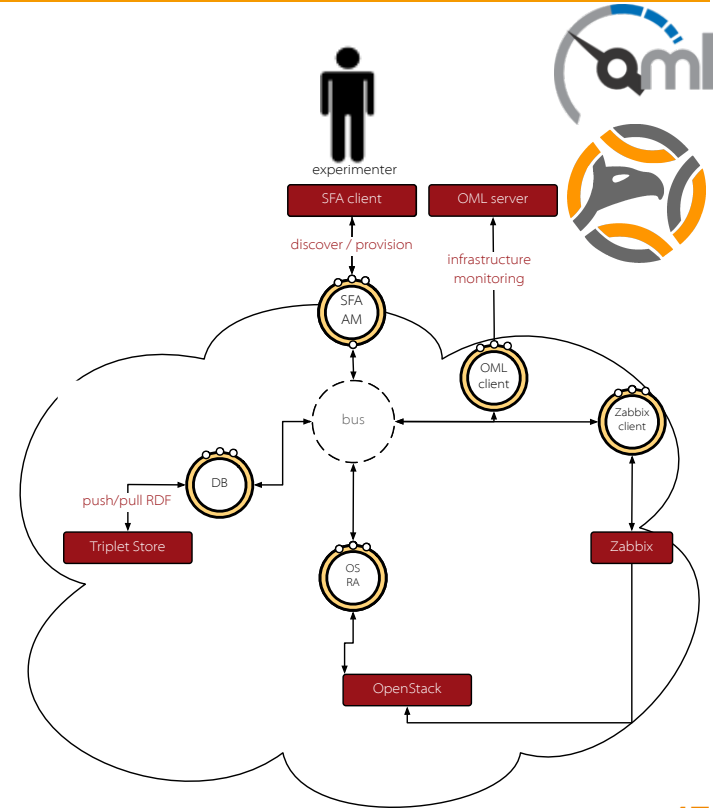 oml
experimenter
SFA client
OML server
discover / provision
infrastructure
monitoring
SFA
AM
OML
client
bus
Zabbix
client
DB
push/pull RDF
Triplet Store
Zabbix
OS
RA
OpenStack